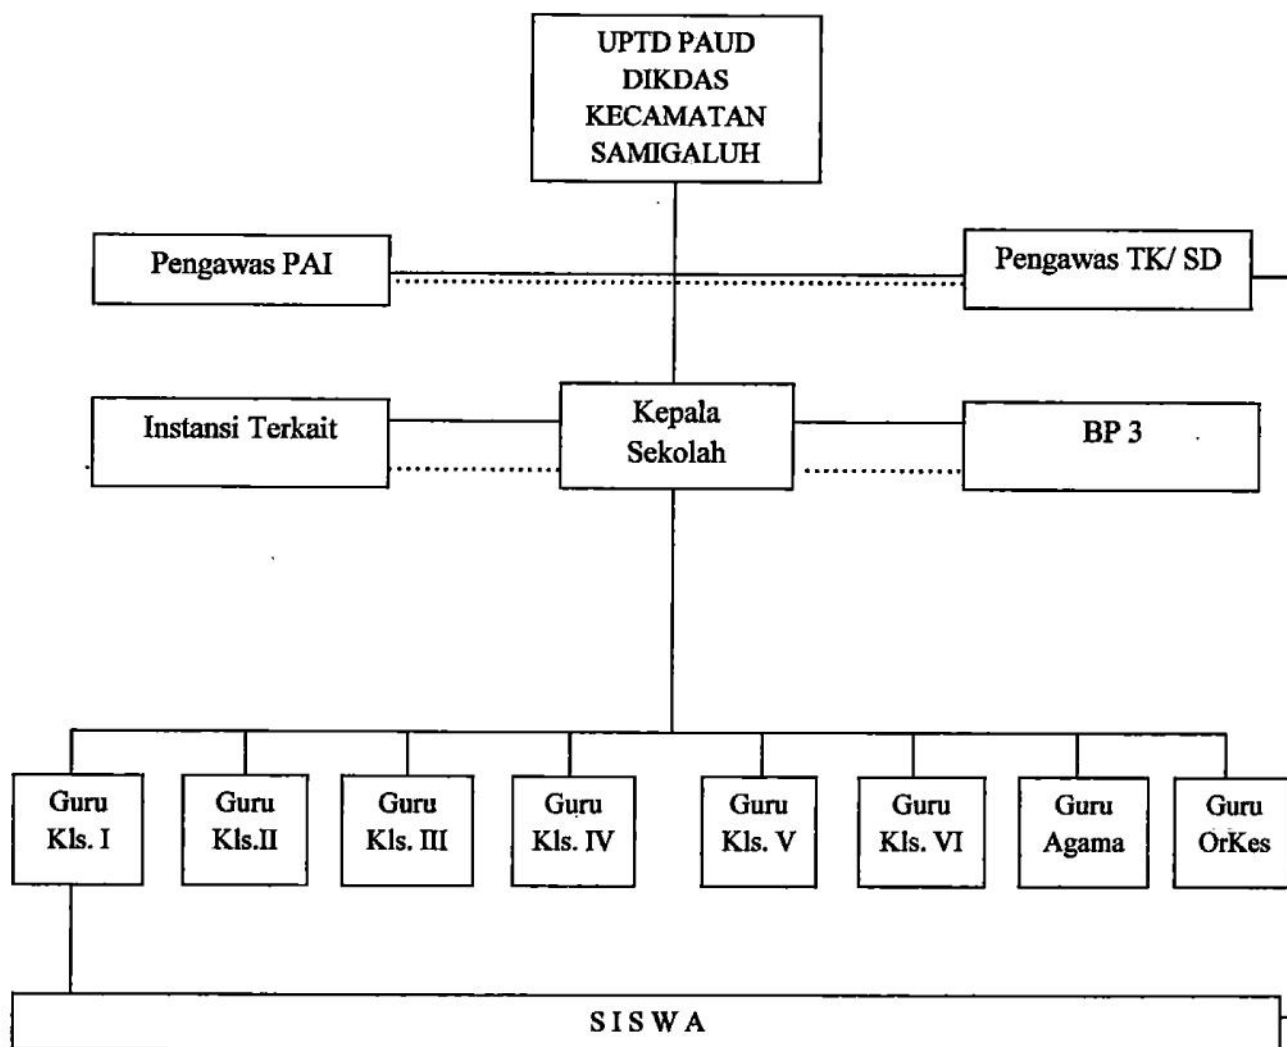 UPTD PAUD
DIKDAS
KECAMATAN
SAMIGALUH
Pengawas PAI
Pengawas TK/ SD
Instansi Terkait
Kepala
Sekolah
BP 3
Guru
Kls. I
Guru
Kls.II
Guru
Kls. III
Guru
Kls. IV
Guru
Kls. V
Guru
Kls. VI
Guru
Agama
Guru
OrKes
S I S W A